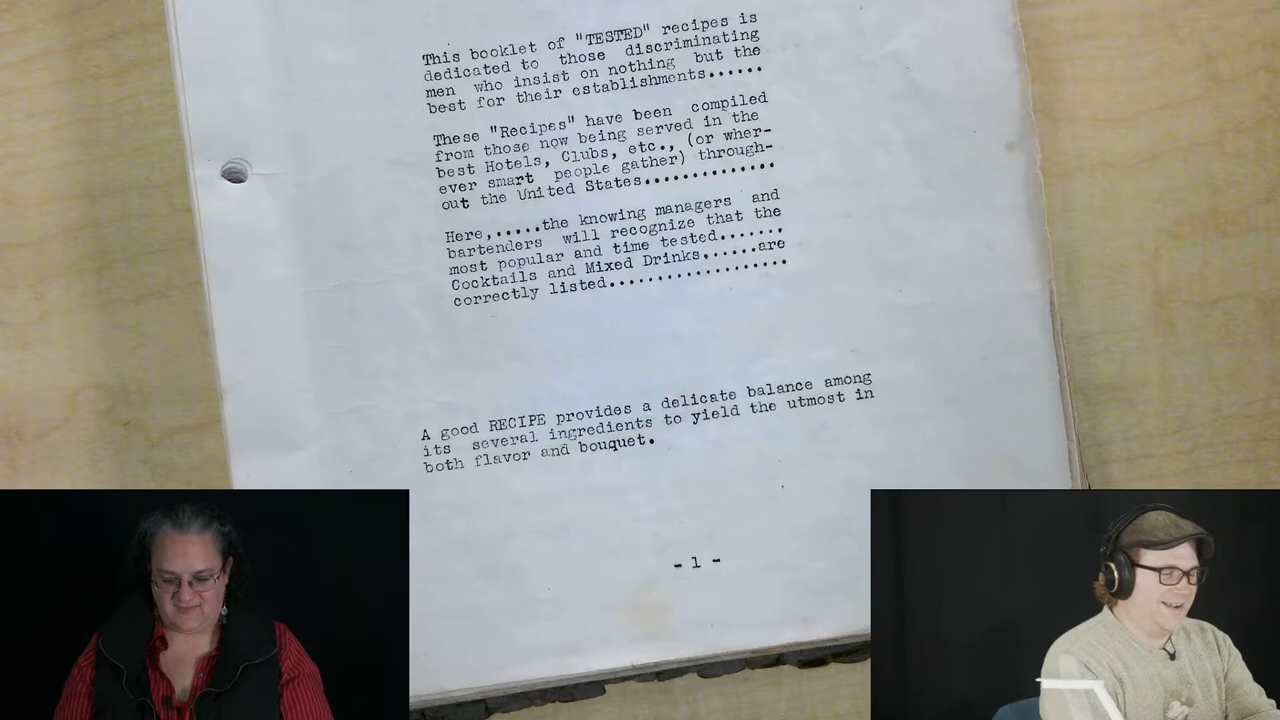 This booklet of "TESTED" recipes is
dedicated to those discriminating
men who insist on nothing but the
best for their establishments......
These "Recipes" have been compiled
from those now being served in the
best Hotels, Clubs, etc., (or wher-
ever smart people gather) through-
out the United States.............
Here,.....the knowing managers and
bartenders will recognize that the
most popular and time tested.......
Cocktails and Mixed Drinks......are
correctly listed...................
A good RECIPE provides a delicate balance among
its several ingredients to yield the utmost in
both flavor and bouquet.
- 1 -